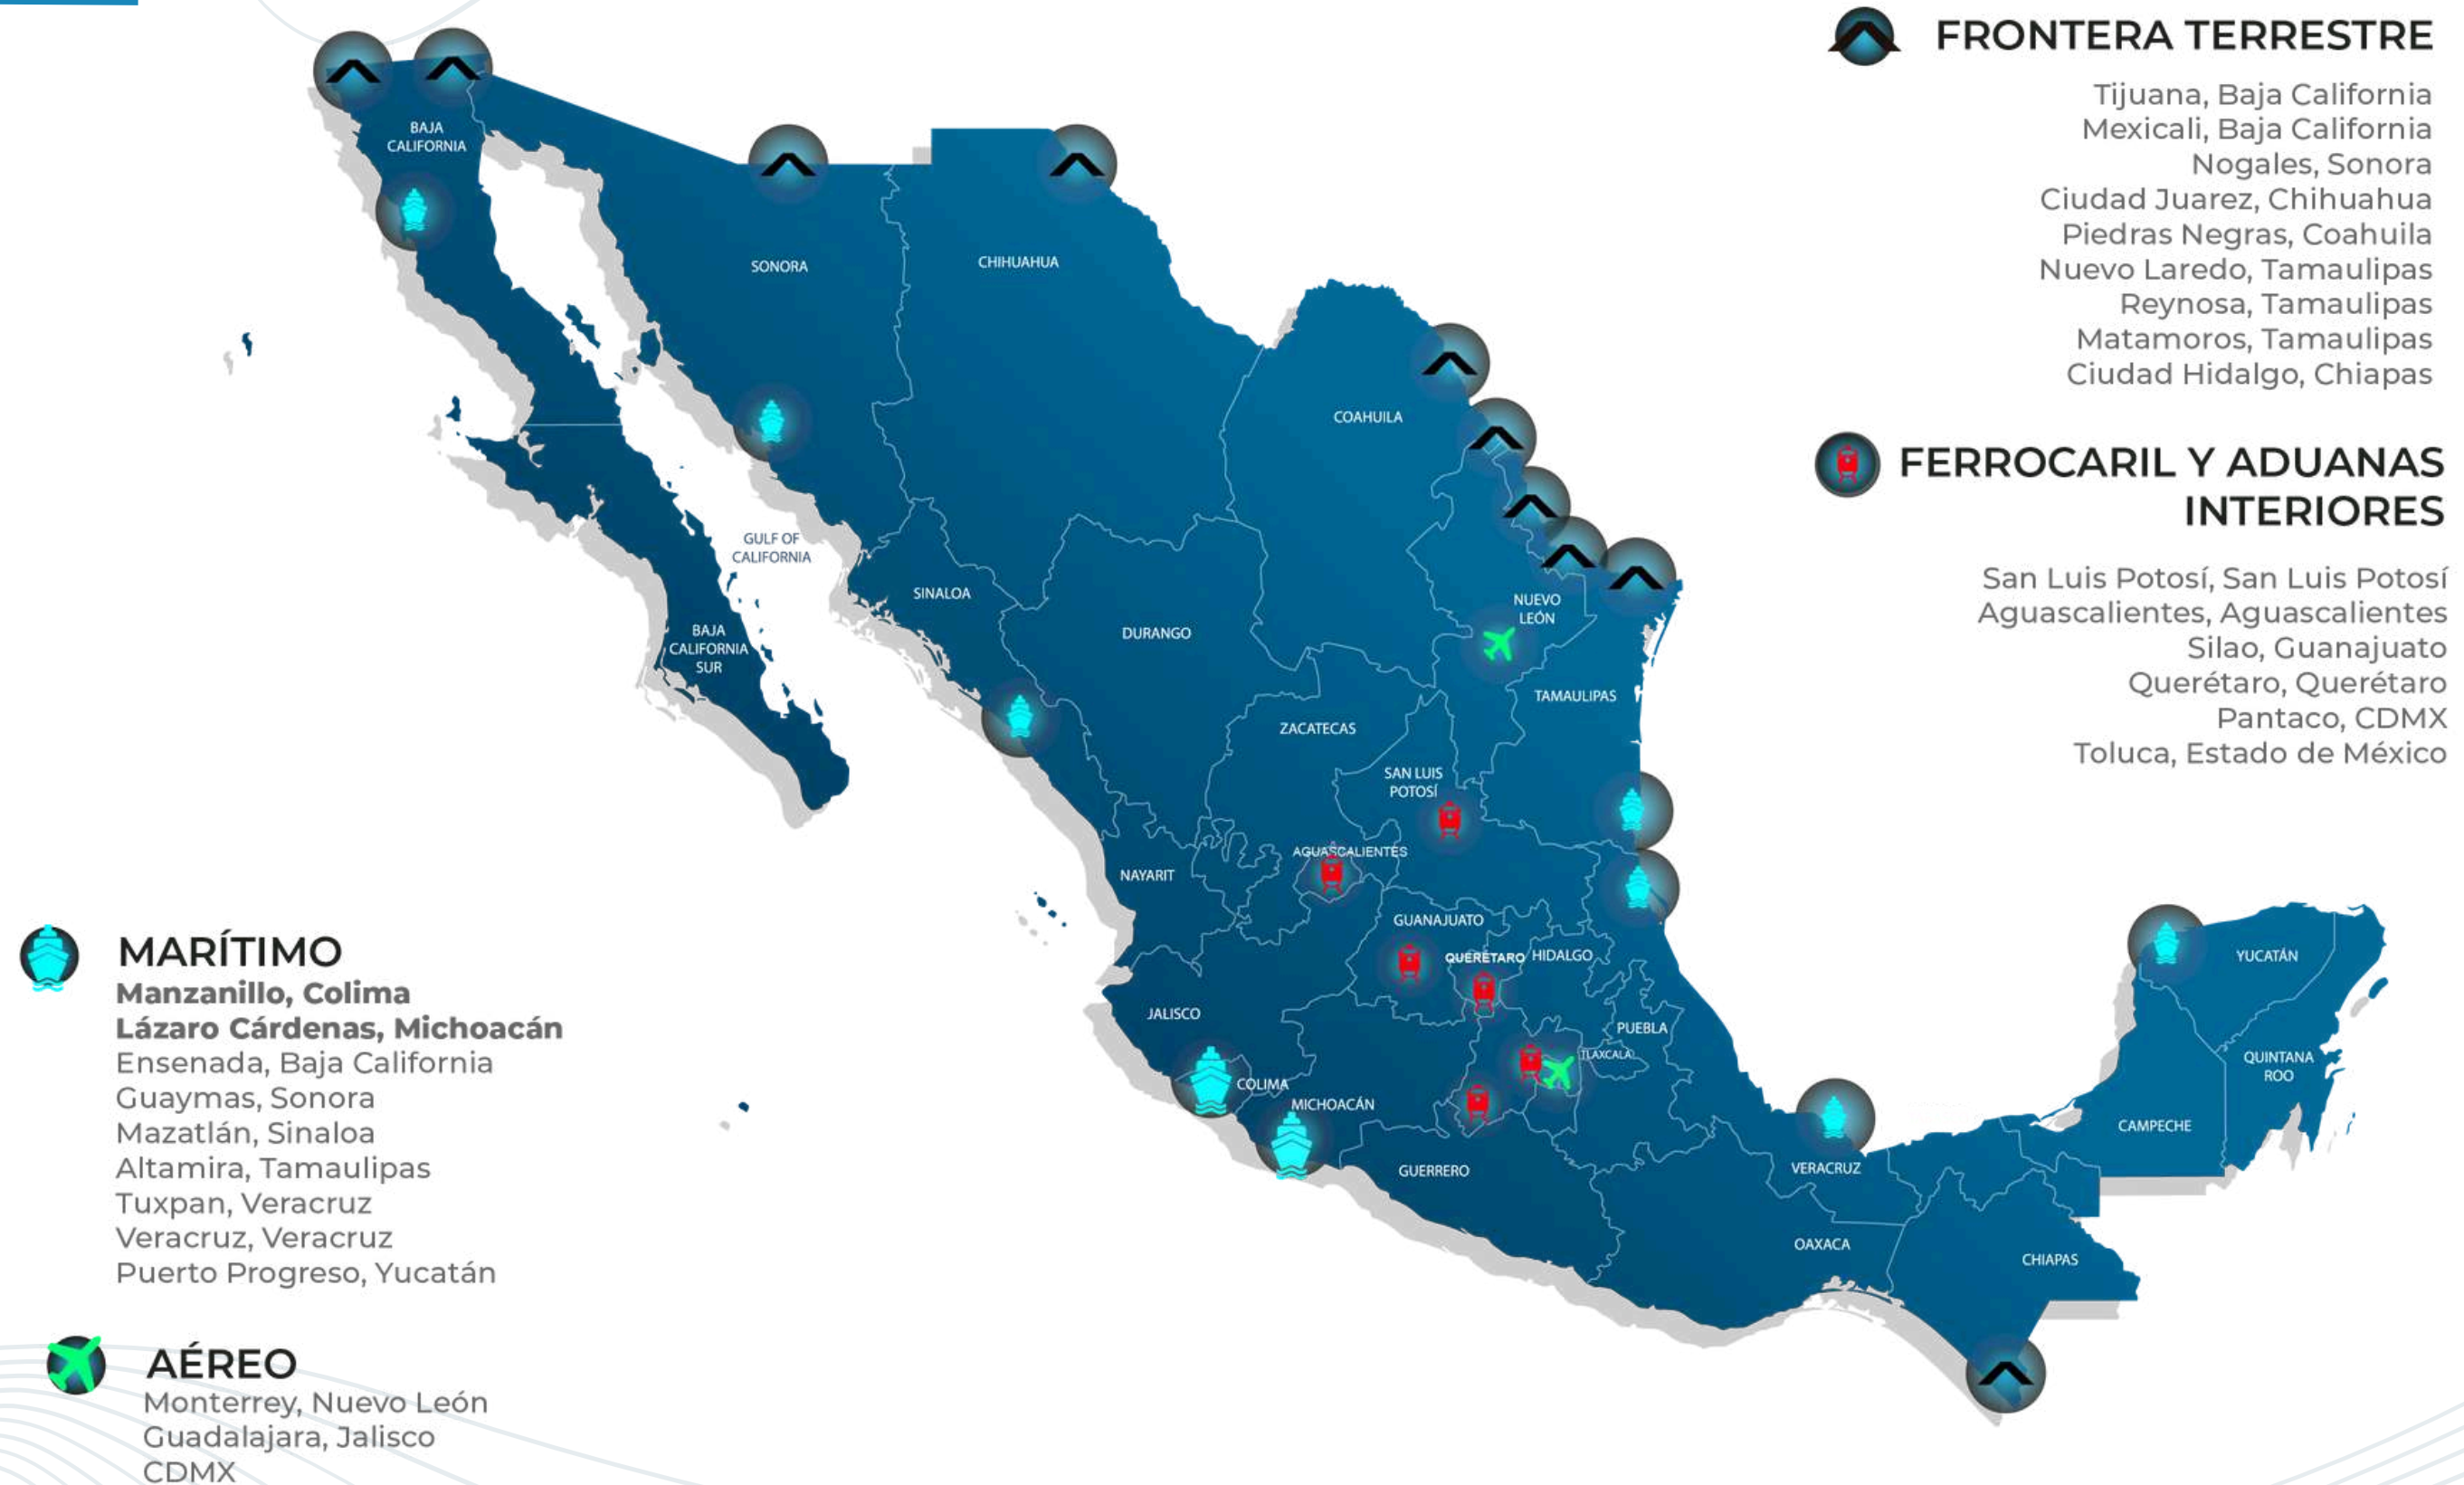 FRONTERA TERRESTRE
Tijuana, Baja California
Mexicali, Baja California
Nogales, Sonora
Ciudad Juarez, Chihuahua
Piedras Negras, Coahuila
Nuevo Laredo, Tamaulipas
Reynosa, Tamaulipas
Matamoros, Tamaulipas
Ciudad Hidalgo, Chiapas
FERROCARIL Y ADUANAS
INTERIORES
San Luis Potosí, San Luis Potosí
Aguascalientes, Aguascalientes
Silao, Guanajuato
Querétaro, Querétaro
Pantaco, CDMX
Toluca, Estado de México
MARÍTIMO
Manzanillo, Colima
Lázaro Cárdenas, Michoacán
Ensenada, Baja California
Guaymas, Sonora
Mazatlán, Sinaloa
Altamira, Tamaulipas
Tuxpan, Veracruz
Veracruz, Veracruz
Puerto Progreso, Yucatán
AÉREO
Monterrey, Nuevo León
Guadalajara, Jalisco
CDMX
BAJA
CALIFORNIA
SONORA
CHIHUAHUA
COAHUILA
GULF OF
CALIFORNIA
SINALOA
BAJA
CALIFORNIA
SUR
DURANGO
NUEVO
LEÓN
TAMAULIPAS
ZACATECAS
SAN LUIS
POTOSÍ
AGUASCALIENTES
NAYARIT
GUANAJUATO
QUERÉTARO
HIDALGO
JALISCO
PUEBLA
TLAXCALA
COLIMA
MICHOACÁN
GUERRERO
VERACRUZ
OAXACA
CHIAPAS
CAMPECHE
YUCATÁN
QUINTANA
ROO